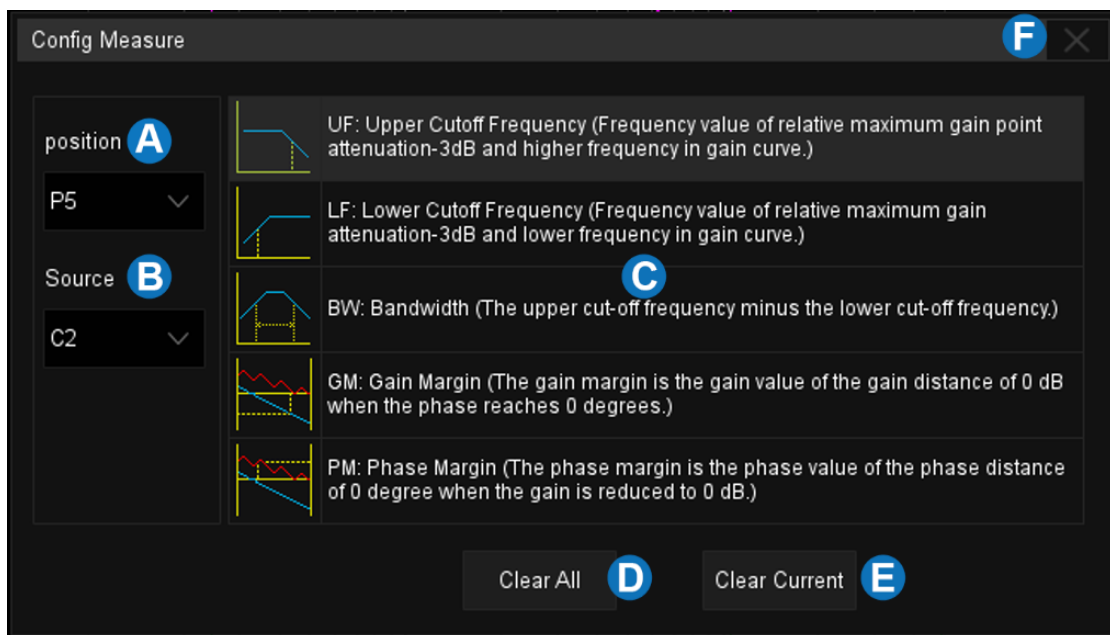 Config Measure F
position A
P5
Source B
C2
UF: Upper Cutoff Frequency (Frequency value of relative maximum gain point
attenuation-3dB and higher frequency in gain curve.)
LF: Lower Cutoff Frequency (Frequency value of relative maximum gain
attenuation-3dB and lower frequency in gain curve.)
C
BW: Bandwidth (The upper cut-off frequency minus the lower cut-off frequency.)
GM: Gain Margin (The gain margin is the gain value of the gain distance of 0 dB
when the phase reaches 0 degrees.)
PM: Phase Margin (The phase margin is the phase value of the phase distance
of 0 degree when the gain is reduced to 0 dB.)
Clear All D Clear Current E